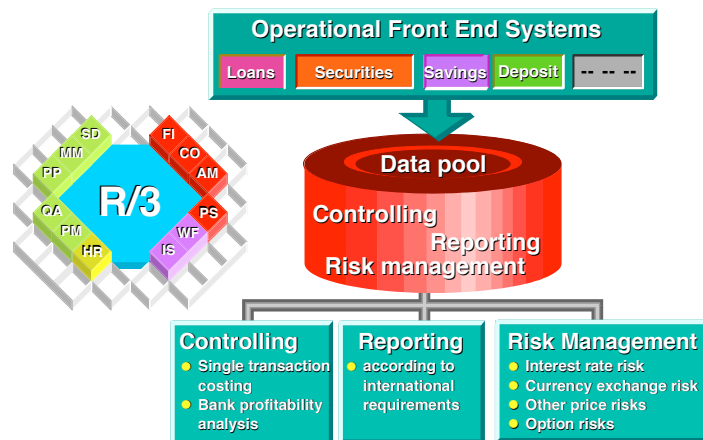 Operational Front End Systems
Loans
Securities
Savings
Deposit
-- -- --
SD
MM
PP
QA
PM
HR
R/3
FI
CO
AM
PS
WF
IS
Data pool
Controlling
Reporting
Risk management
Controlling
Single transaction
costing
Bank profitability
analysis
Reporting
according to
international
requirements
Risk Management
Interest rate risk
Currency exchange risk
Other price risks
Option risks